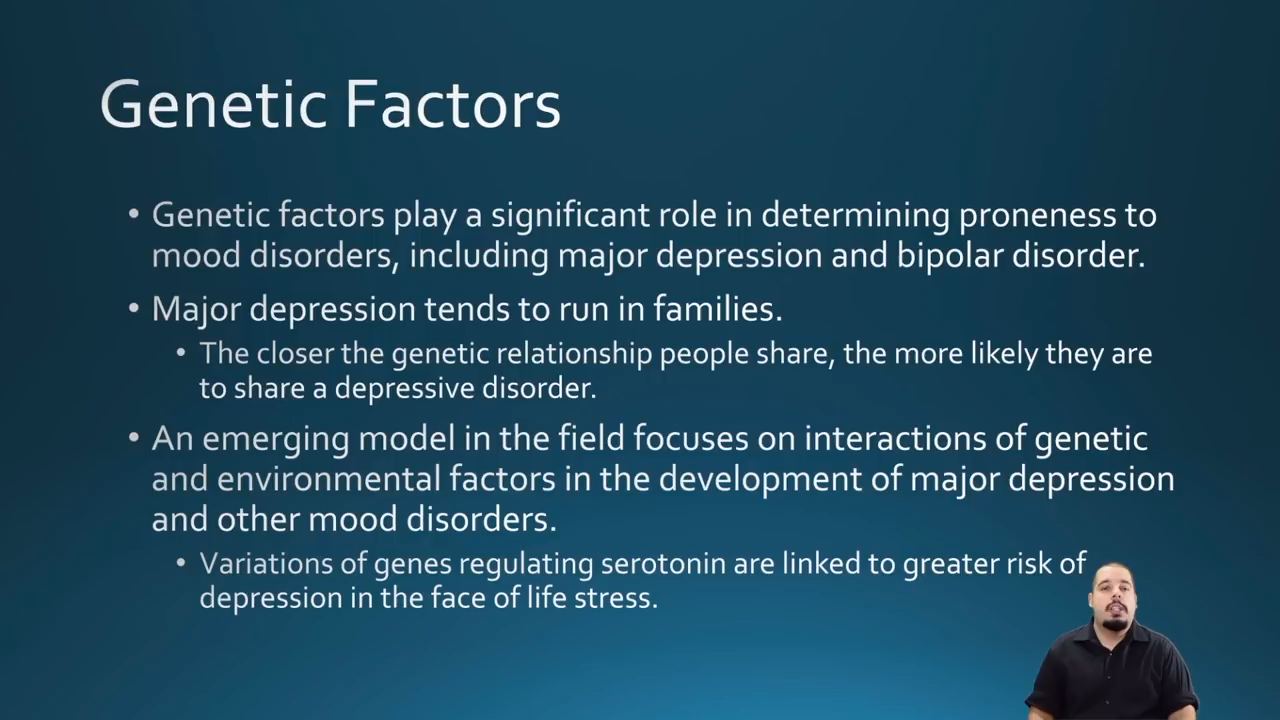 Genetic Factors
• Genetic factors play a significant role in determining proneness to
mood disorders, including major depression and bipolar disorder.
• Major depression tends to run in families.
• The closer the genetic relationship people share, the more likely they are
to share a depressive disorder.
• An emerging model in the field focuses on interactions of genetic
and environmental factors in the development of major depression
and other mood disorders.
• Variations of genes regulating serotonin are linked to greater risk of
depression in the face of life stress.